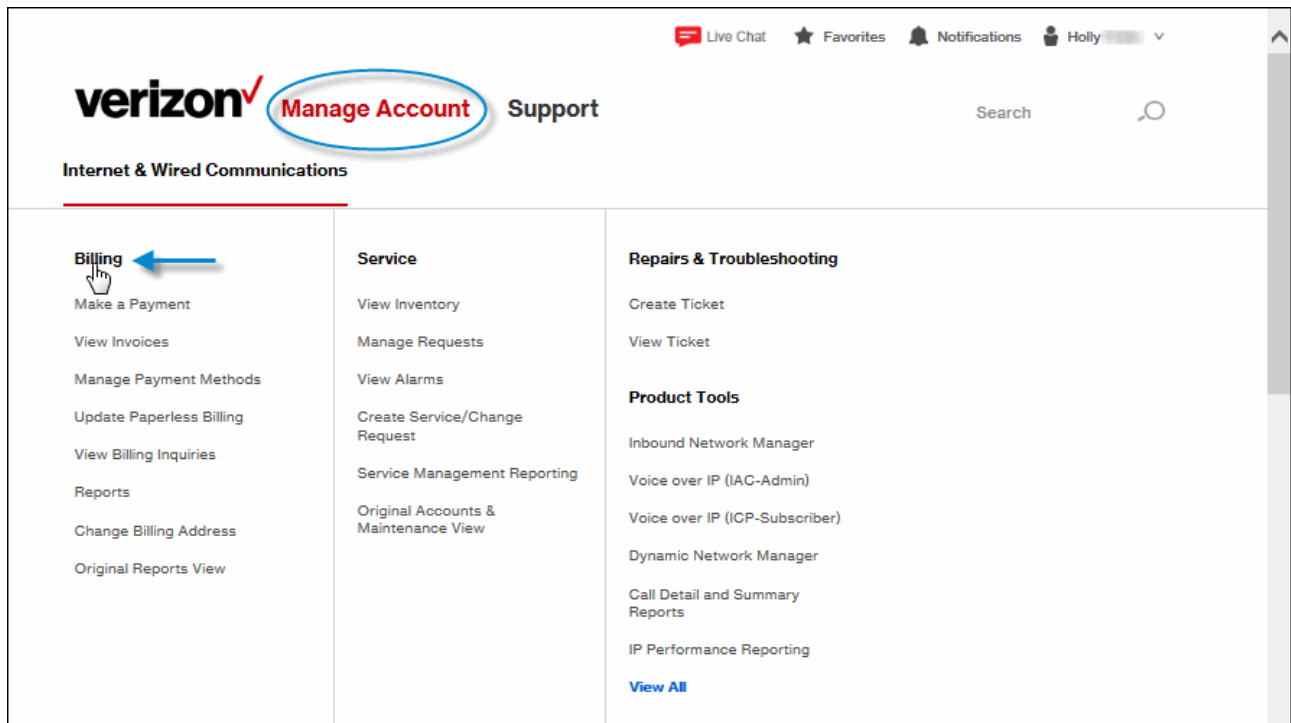 Live Chat Favorites Notifications Holly
verizon Manage Account Support Search
Internet & Wired Communications
Billing
Make a Payment
View Invoices
Manage Payment Methods
Update Paperless Billing
View Billing Inquiries
Reports
Change Billing Address
Original Reports View
Service
View Inventory
Manage Requests
View Alarms
Create Service/Change
Request
Service Management Reporting
Original Accounts &
Maintenance View
Repairs & Troubleshooting
Create Ticket
View Ticket
Product Tools
Inbound Network Manager
Voice over IP (IAC-Admin)
Voice over IP (ICP-Subscriber)
Dynamic Network Manager
Call Detail and Summary
Reports
IP Performance Reporting
View All